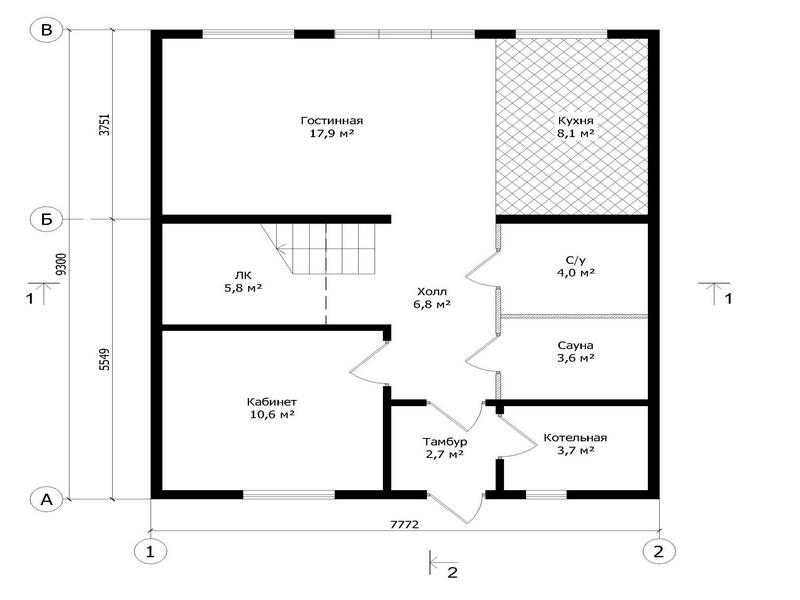 В
3751
Гостинная
17,9 м²
Кухня
8,1 м²
Б
9300
ЛК
5,8 м²
Холл
6,8 м²
С/у
4,0 м²
1
1
5549
Сауна
3,6 м²
Кабинет
10,6 м²
Тамбур
2,7 м²
Котельная
3,7 м²
А
7772
1
2
2